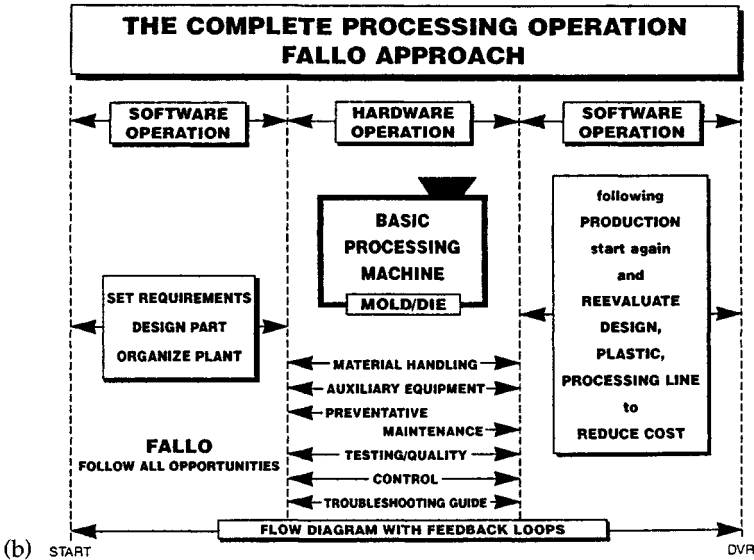 THE COMPLETE PROCESSING OPERATION
FALLO APPROACH
SOFTWARE
OPERATION
HARDWARE
OPERATION
SOFTWARE
OPERATION
SET REQUIREMENTS
DESIGN PART
ORGANIZE PLANT
FALLO
FOLLOW ALL OPPORTUNITIES
BASIC
PROCESSING
MACHINE
MOLD/DIE
MATERIAL HANDLING
AUXILIARY EQUIPMENT
PREVENTATIVE
MAINTENANCE
TESTING/QUALITY
CONTROL
TROUBLESHOOTING GUIDE
following
PRODUCTION
start again
and
REEVALUATE
DESIGN,
PLASTIC,
PROCESSING LINE
to
REDUCE COST
FLOW DIAGRAM WITH FEEDBACK LOOPS
(b) START
DVR